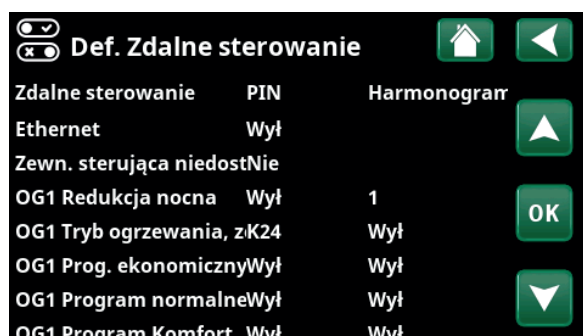 Def. Zdalne sterowanie
Zdalne sterowanie PIN Harmonogram
Ethernet Wył
Zewn. sterująca niedost Nie
OG1 Redukcja nocna Wył 1
OG1 Tryb ogrzewania, z K24 Wył
OG1 Prog. ekonomiczny Wył Wył
OG1 Program normalne Wył Wył
OG1 Program Komfort Wył Wył
OK